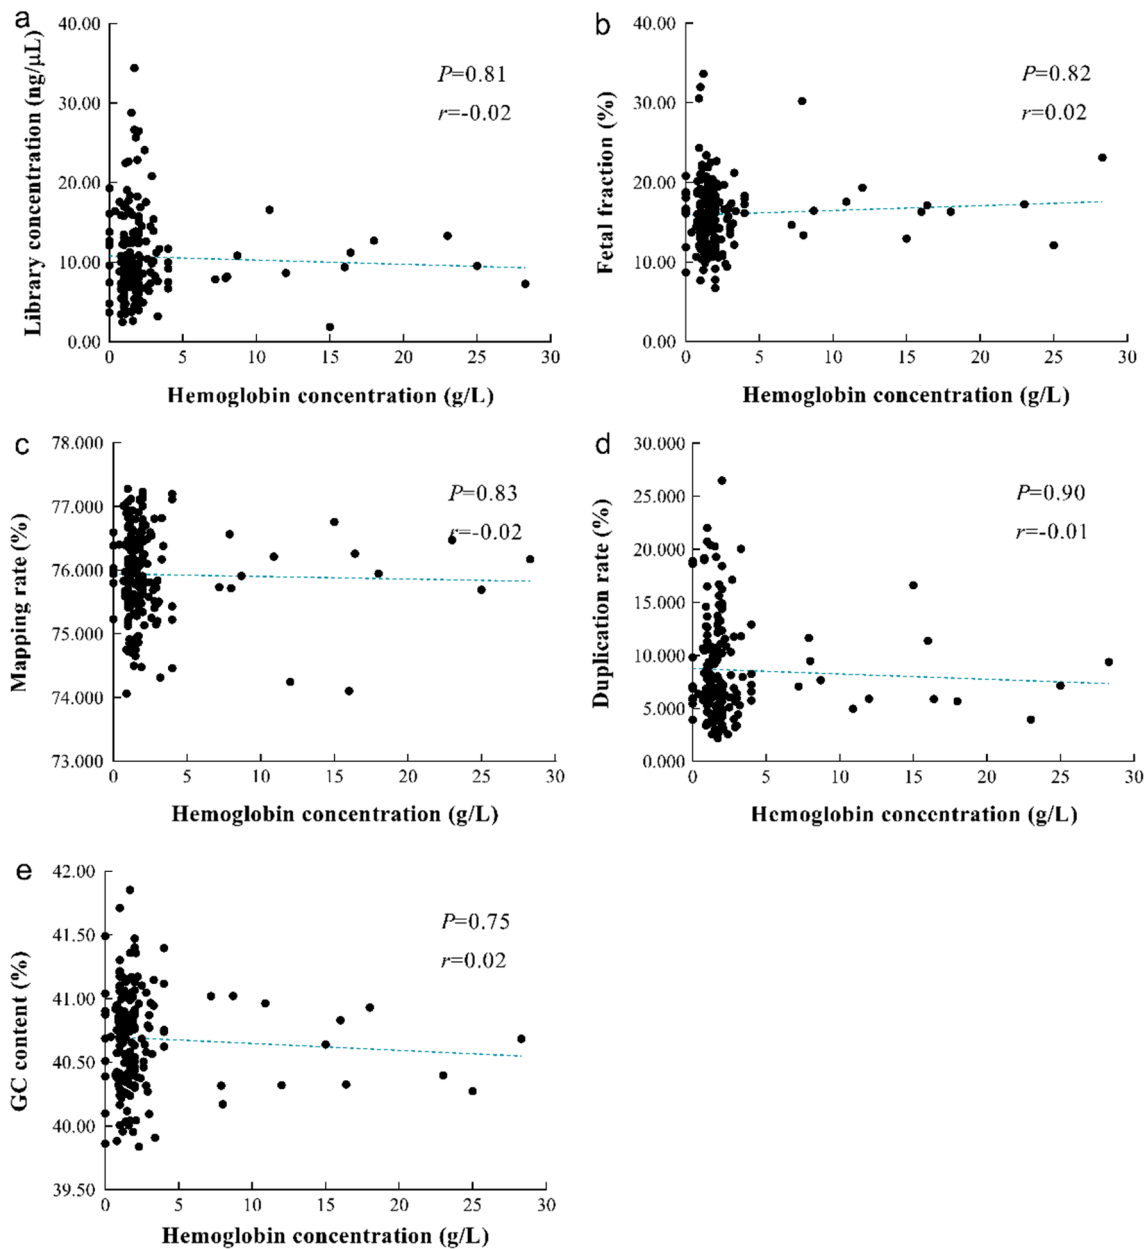 a
Library concentration (ng/μL)
40.00
30.00
20.00
10.00
0.00
P=0.81
r=-0.02
0 5 10 15 20 25 30
Hemoglobin concentration (g/L)
b
Fetal fraction (%)
40.00
30.00
20.00
10.00
0.00
P=0.82
r=0.02
0 5 10 15 20 25 30
Hemoglobin concentration (g/L)
c
Mapping rate (%)
78.000
77.000
76.000
75.000
74.000
73.000
P=0.83
r=-0.02
0 5 10 15 20 25 30
Hemoglobin concentration (g/L)
d
Duplication rate (%)
30.000
25.000
20.000
15.000
10.000
5.000
0.000
P=0.90
r=-0.01
0 5 10 15 20 25 30
Hemoglobin concentration (g/L)
e
GC content (%)
42.00
41.50
41.00
40.50
40.00
39.50
P=0.75
r=0.02
0 5 10 15 20 25 30
Hemoglobin concentration (g/L)